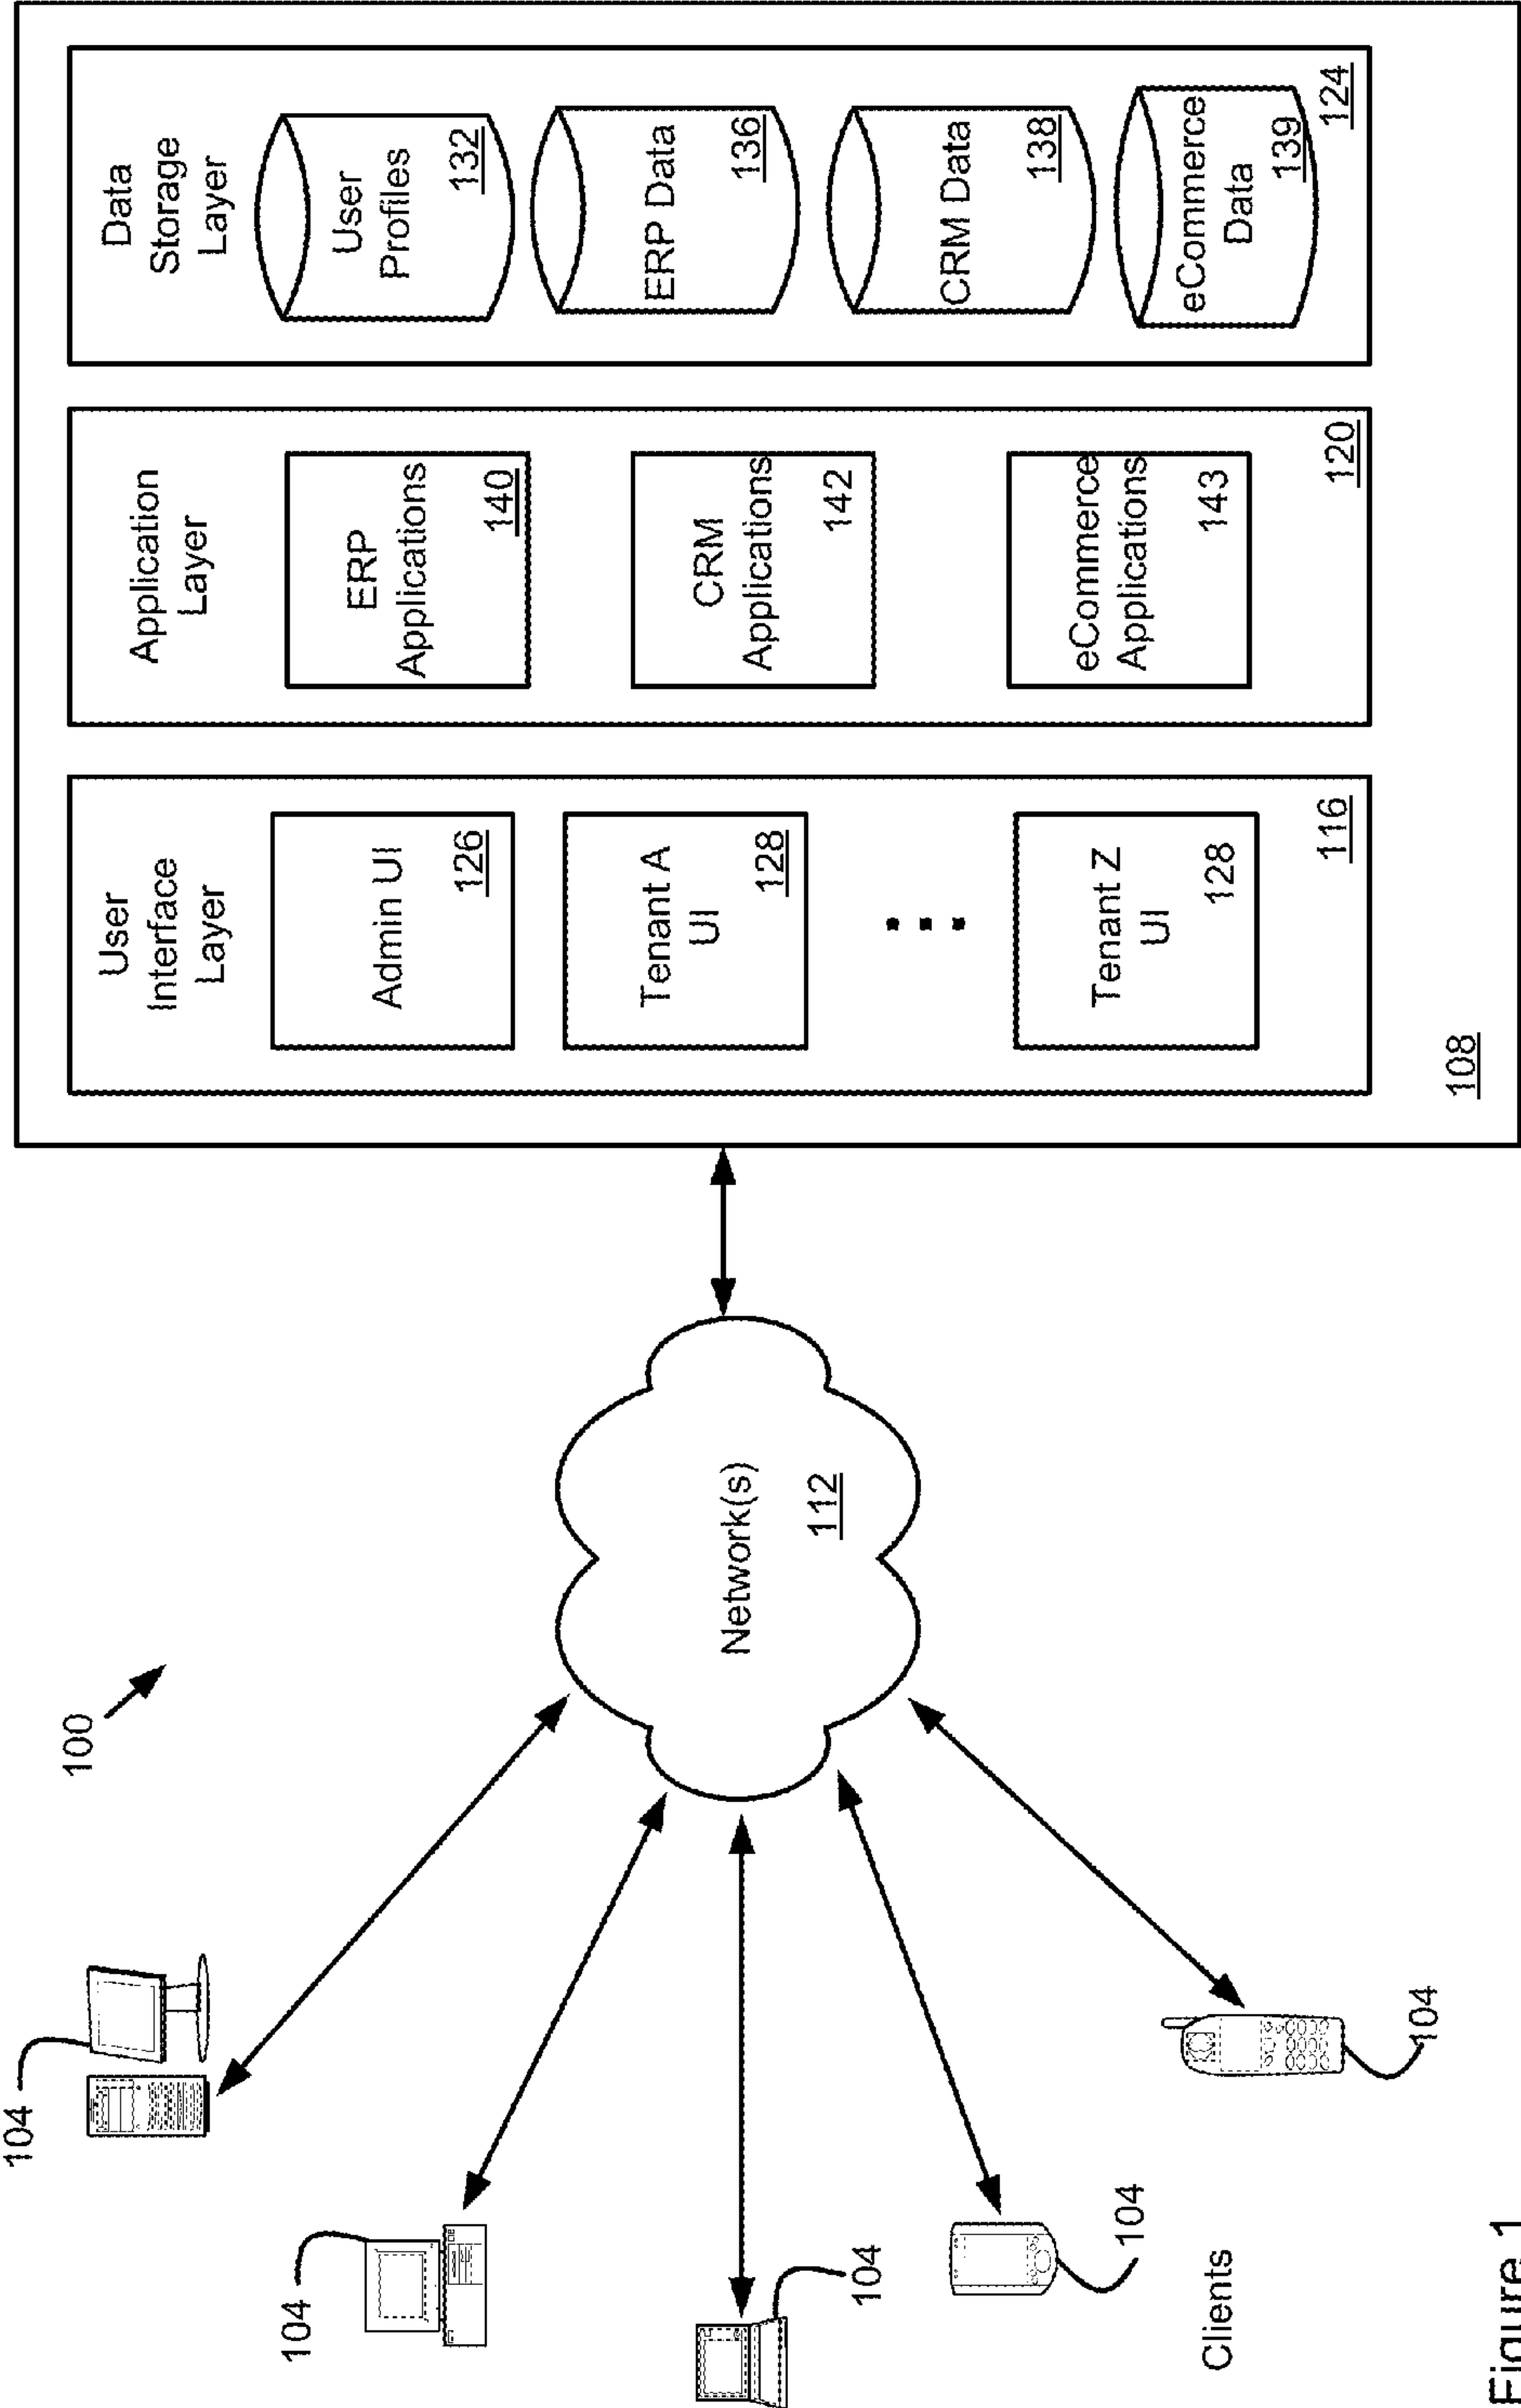 100
104
104
104
104
104
Clients
Network(s)
112
User
Interface
Layer
Admin UI
126
Tenant A
UI
128
Tenant Z
UI
128
116
Application
Layer
ERP
Applications
140
CRM
Applications
142
eCommerce
Applications
143
120
Data
Storage
Layer
User
Profiles
132
ERP Data
136
CRM Data
138
eCommerce
Data
139
124
108
Figure 1